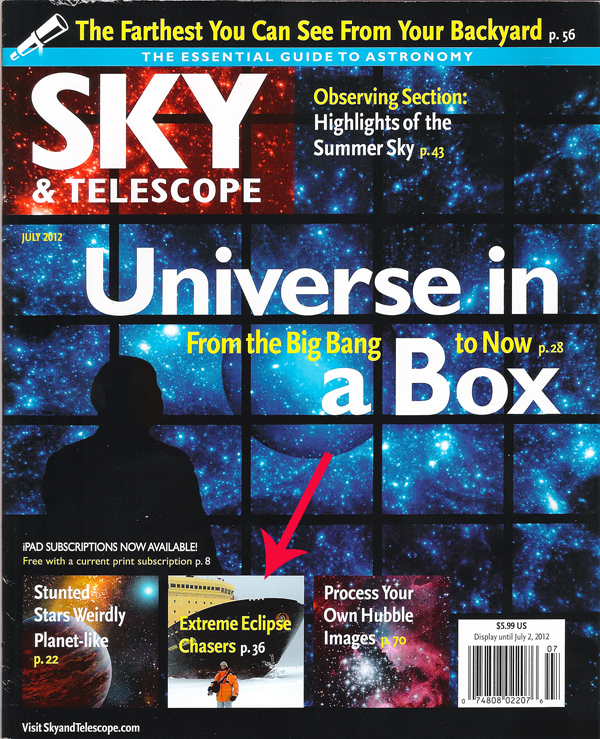 The Farthest You Can See From Your Backyard p. 56
THE ESSENTIAL GUIDE TO ASTRONOMY
SKY
& TELESCOPE
Observing Section:
Highlights of the
Summer Sky p. 43
JULY 2012
Universe in
From the Big Bang to Now p. 28
a Box
iPAD SUBSCRIPTIONS NOW AVAILABLE!
Free with a current print subscription p. 8
Stunted
Stars Weirdly
Planet-like
p. 22
Extreme Eclipse
Chasers p. 36
Process Your
Own Hubble
Images p. 70
$5.99 US
Display until July 2, 2012
07
0 74808 02207 6
Visit SkyandTelescope.com